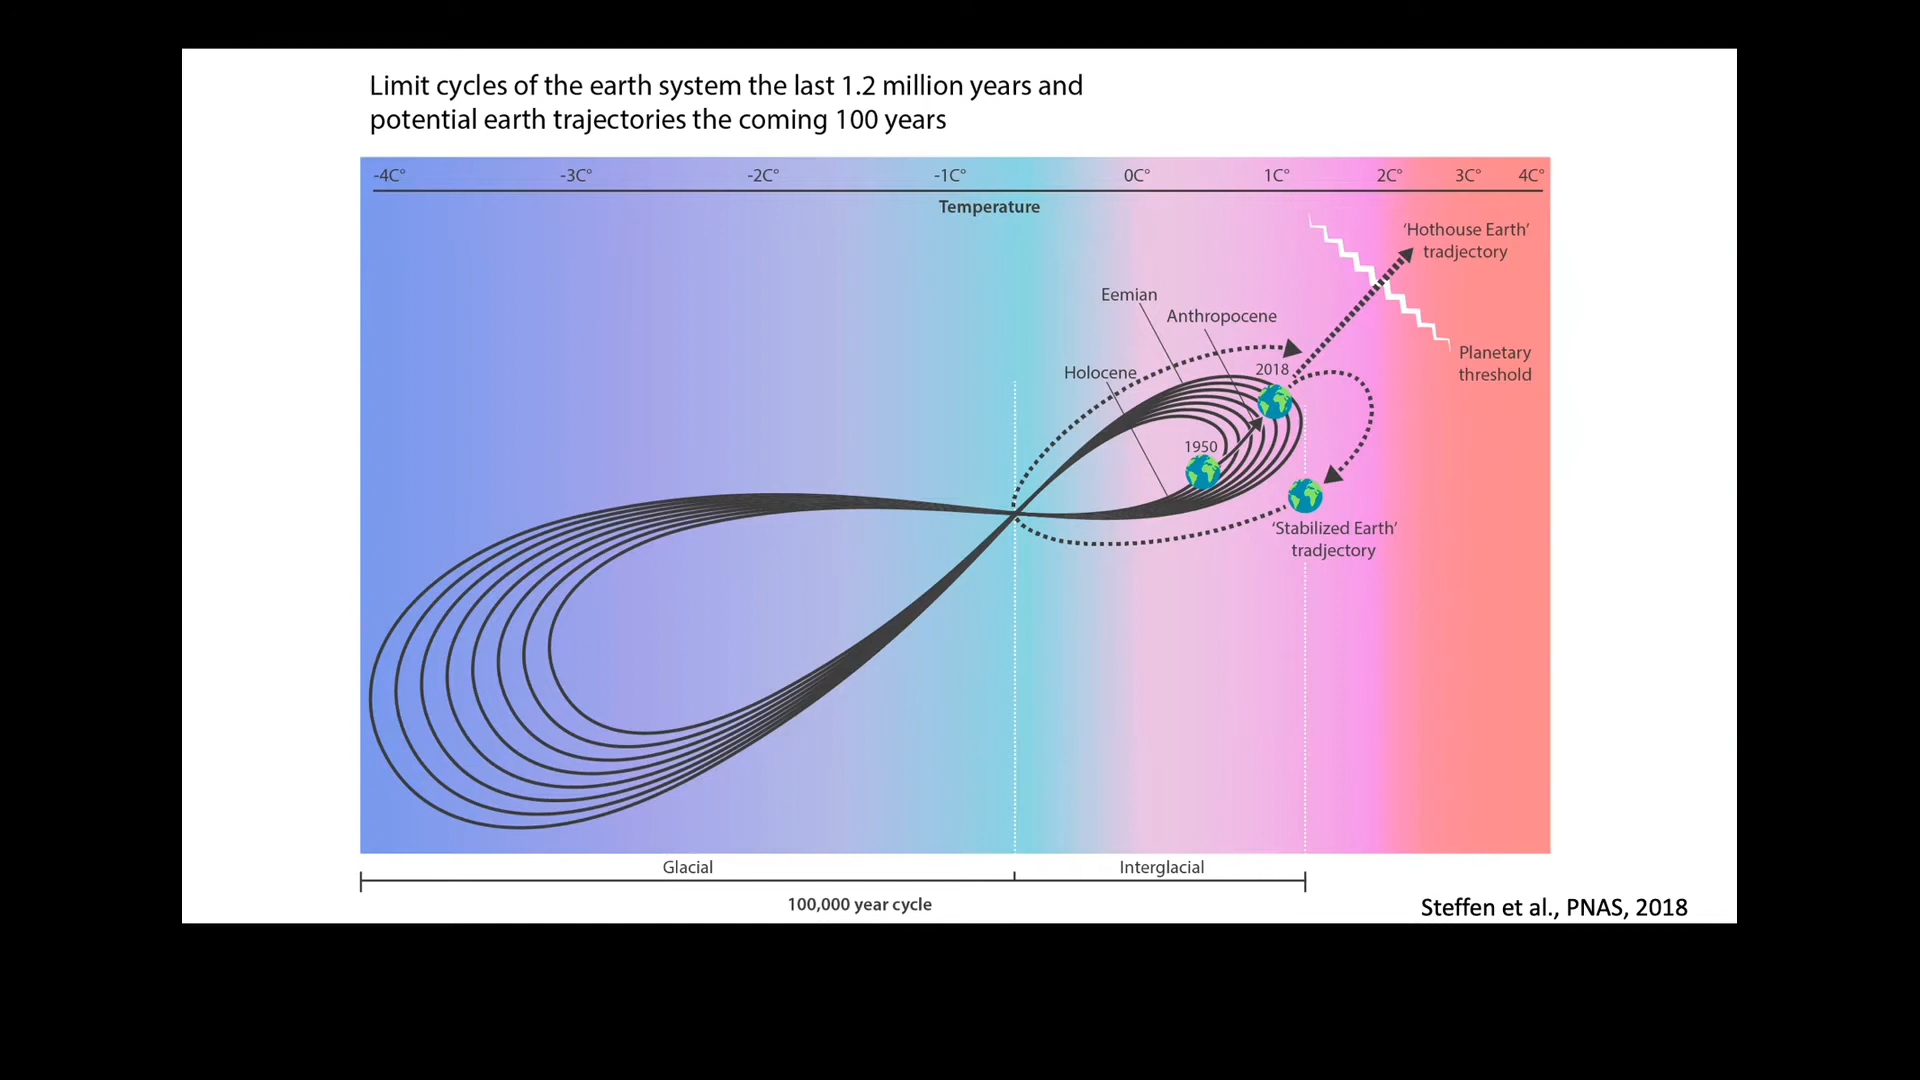 Limit cycles of the earth system the last 1.2 million years and
potential earth trajectories the coming 100 years
-4C° -3C° -2C° -1C° 0C° 1C° 2C° 3C° 4C°
Temperature
'Hothouse Earth'
tradjectory
Eemian
Anthropocene
Planetary
threshold
Holocene
2018
1950
'Stabilized Earth'
tradjectory
Glacial
Interglacial
100,000 year cycle
Steffen et al., PNAS, 2018